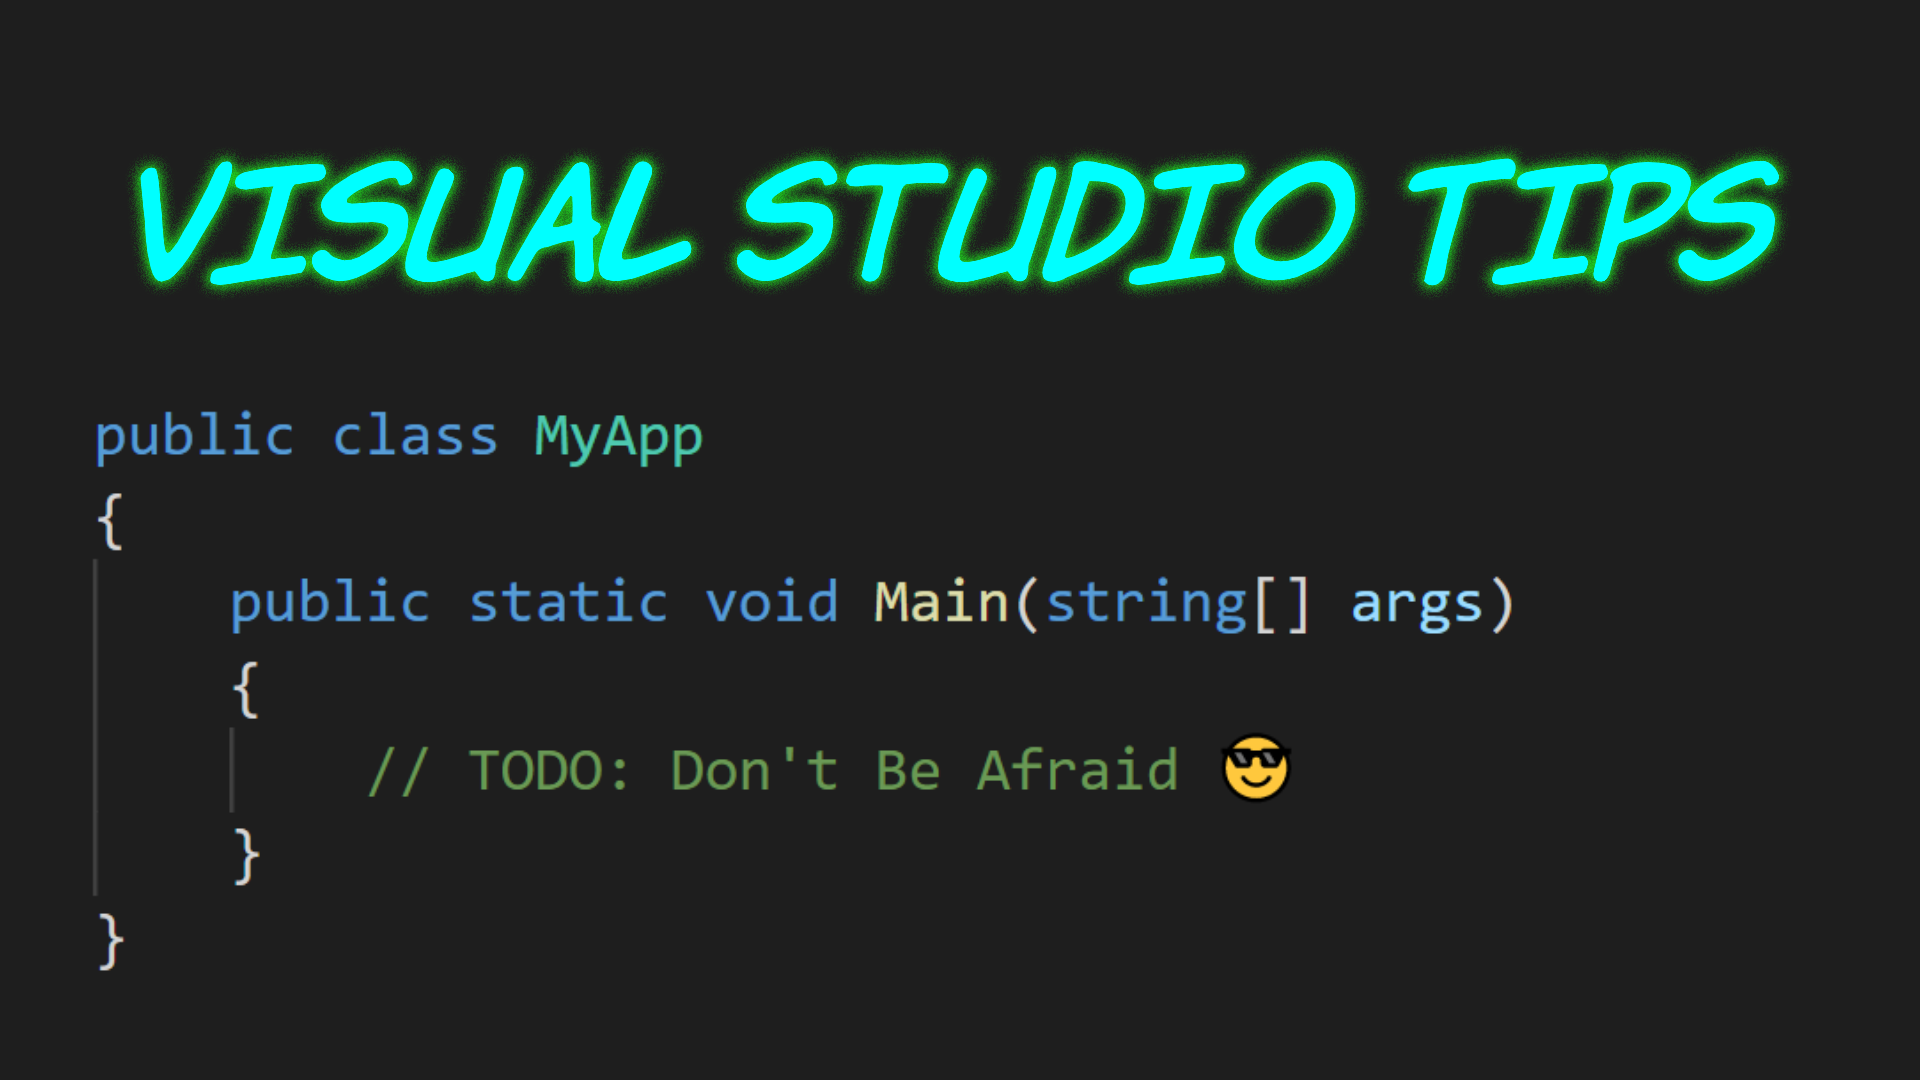 VISUAL STUDIO TIPS
public class MyApp
{
    public static void Main(string[] args)
    {
        // TODO: Don't Be Afraid 😎
    }
}